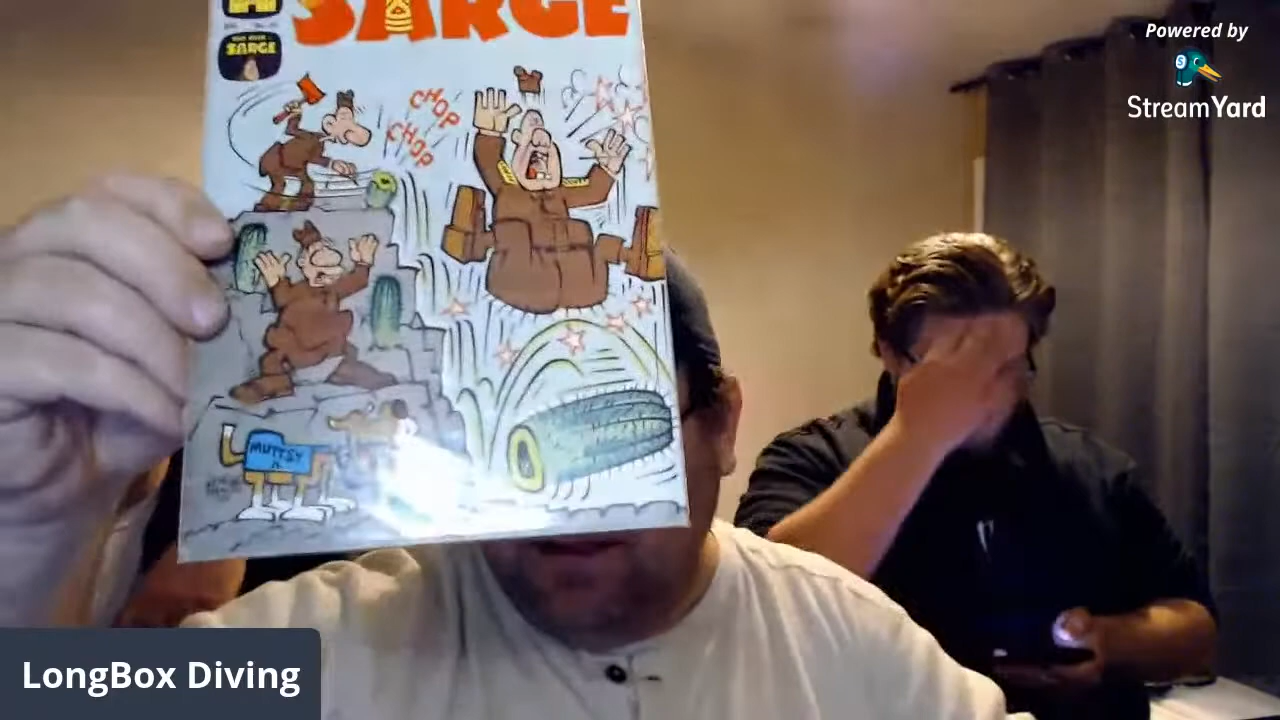 SARGE
SARGE
CHOP
CHOP
MUTTSY
Powered by
StreamYard
LongBox Diving